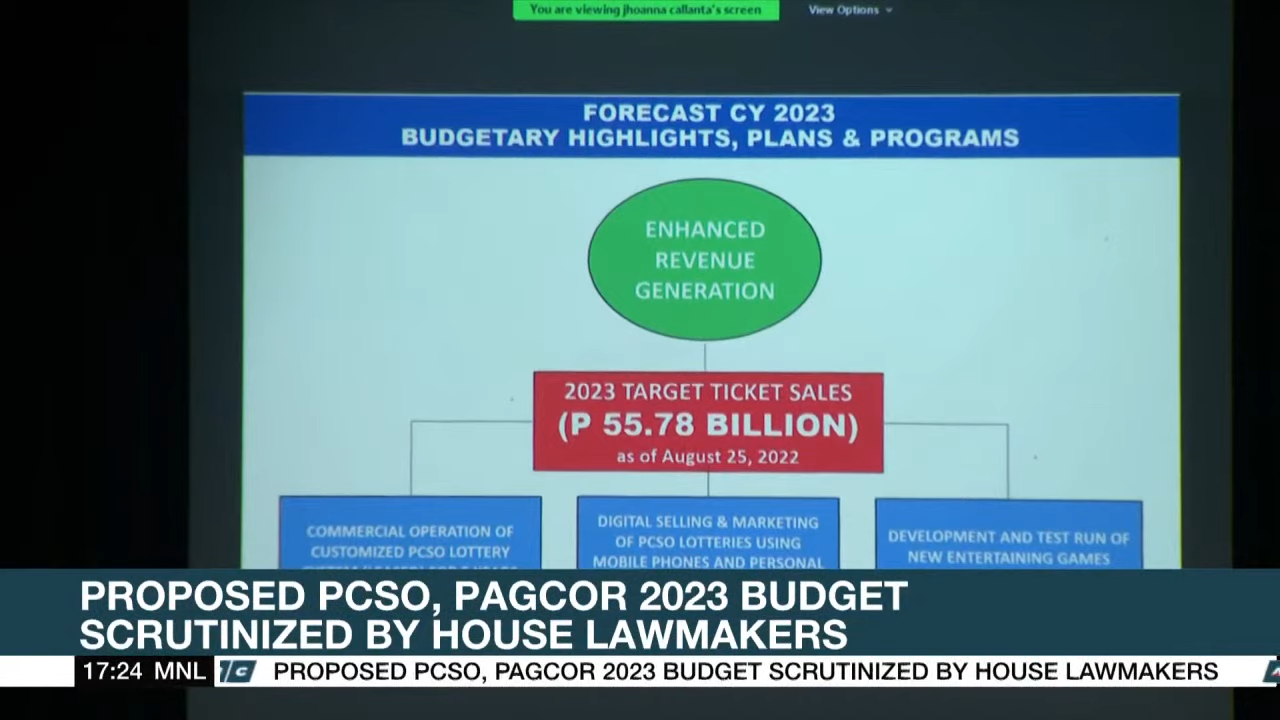 You are viewing jhoanna callanta's screen
View Options
FORECAST CY 2023
BUDGETARY HIGHLIGHTS, PLANS & PROGRAMS
ENHANCED
REVENUE
GENERATION
2023 TARGET TICKET SALES
(P 55.78 BILLION)
as of August 25, 2022
COMMERCIAL OPERATION OF
CUSTOMIZED PCSO LOTTERY
DIGITAL SELLING & MARKETING
OF PCSO LOTTERIES USING
MOBILE PHONES AND PERSONAL
DEVELOPMENT AND TEST RUN OF
NEW ENTERTAINING GAMES
PROPOSED PCSO, PAGCOR 2023 BUDGET
SCRUTINIZED BY HOUSE LAWMAKERS
17:24 MNL
PROPOSED PCSO, PAGCOR 2023 BUDGET SCRUTINIZED BY HOUSE LAWMAKERS